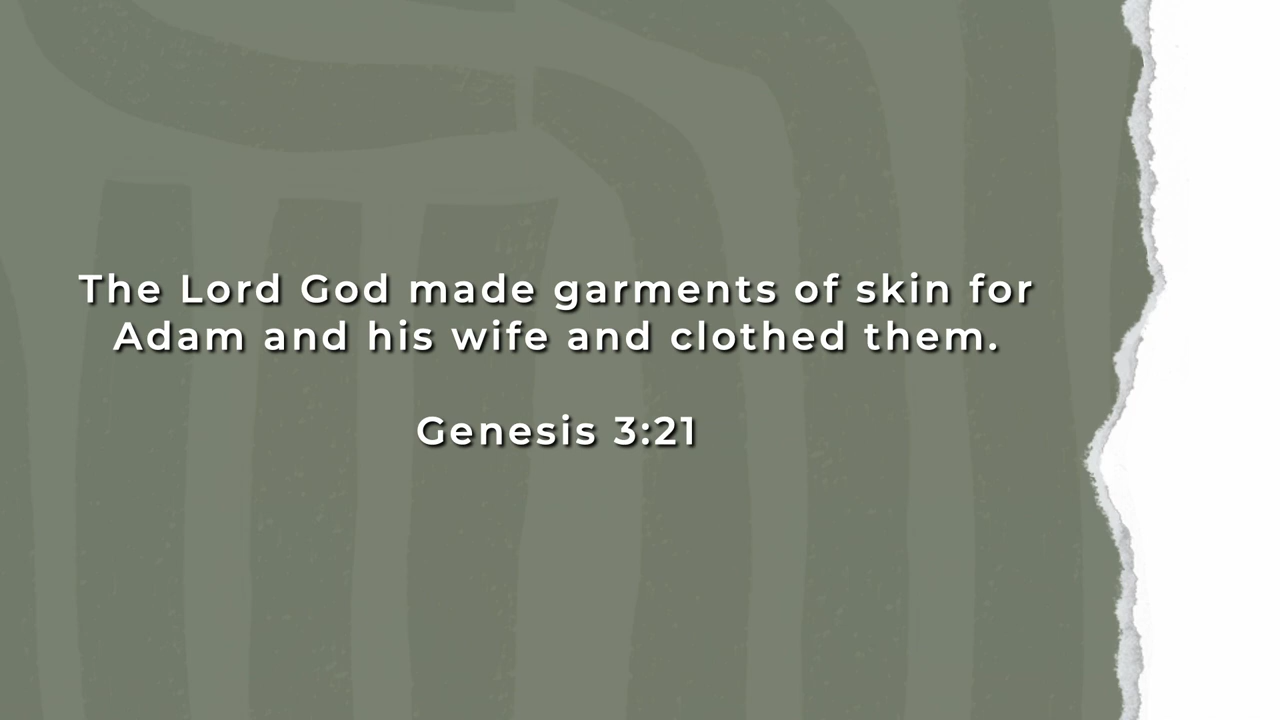 The Lord God made garments of skin for
Adam and his wife and clothed them.
Genesis 3:21